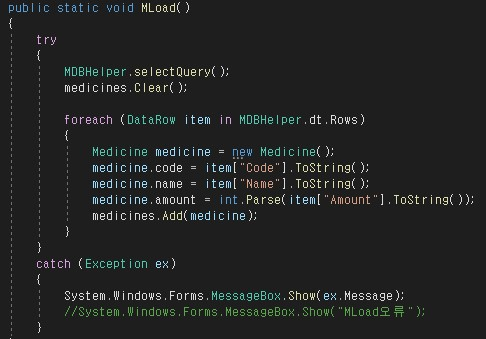 public static void MLoad()
{
try
{
MDBHelper.selectQuery();
medicines.Clear();
foreach (DataRow item in MDBHelper.dt.Rows)
{
Medicine medicine = new Medicine();
medicine.code = item["Code"].ToString();
medicine.name = item["Name"].ToString();
medicine.amount = int.Parse(item["Amount"].ToString());
medicines.Add(medicine);
}
}
catch (Exception ex)
{
System.Windows.Forms.MessageBox.Show(ex.Message);
//System.Windows.Forms.MessageBox.Show("MLoad오류");
}